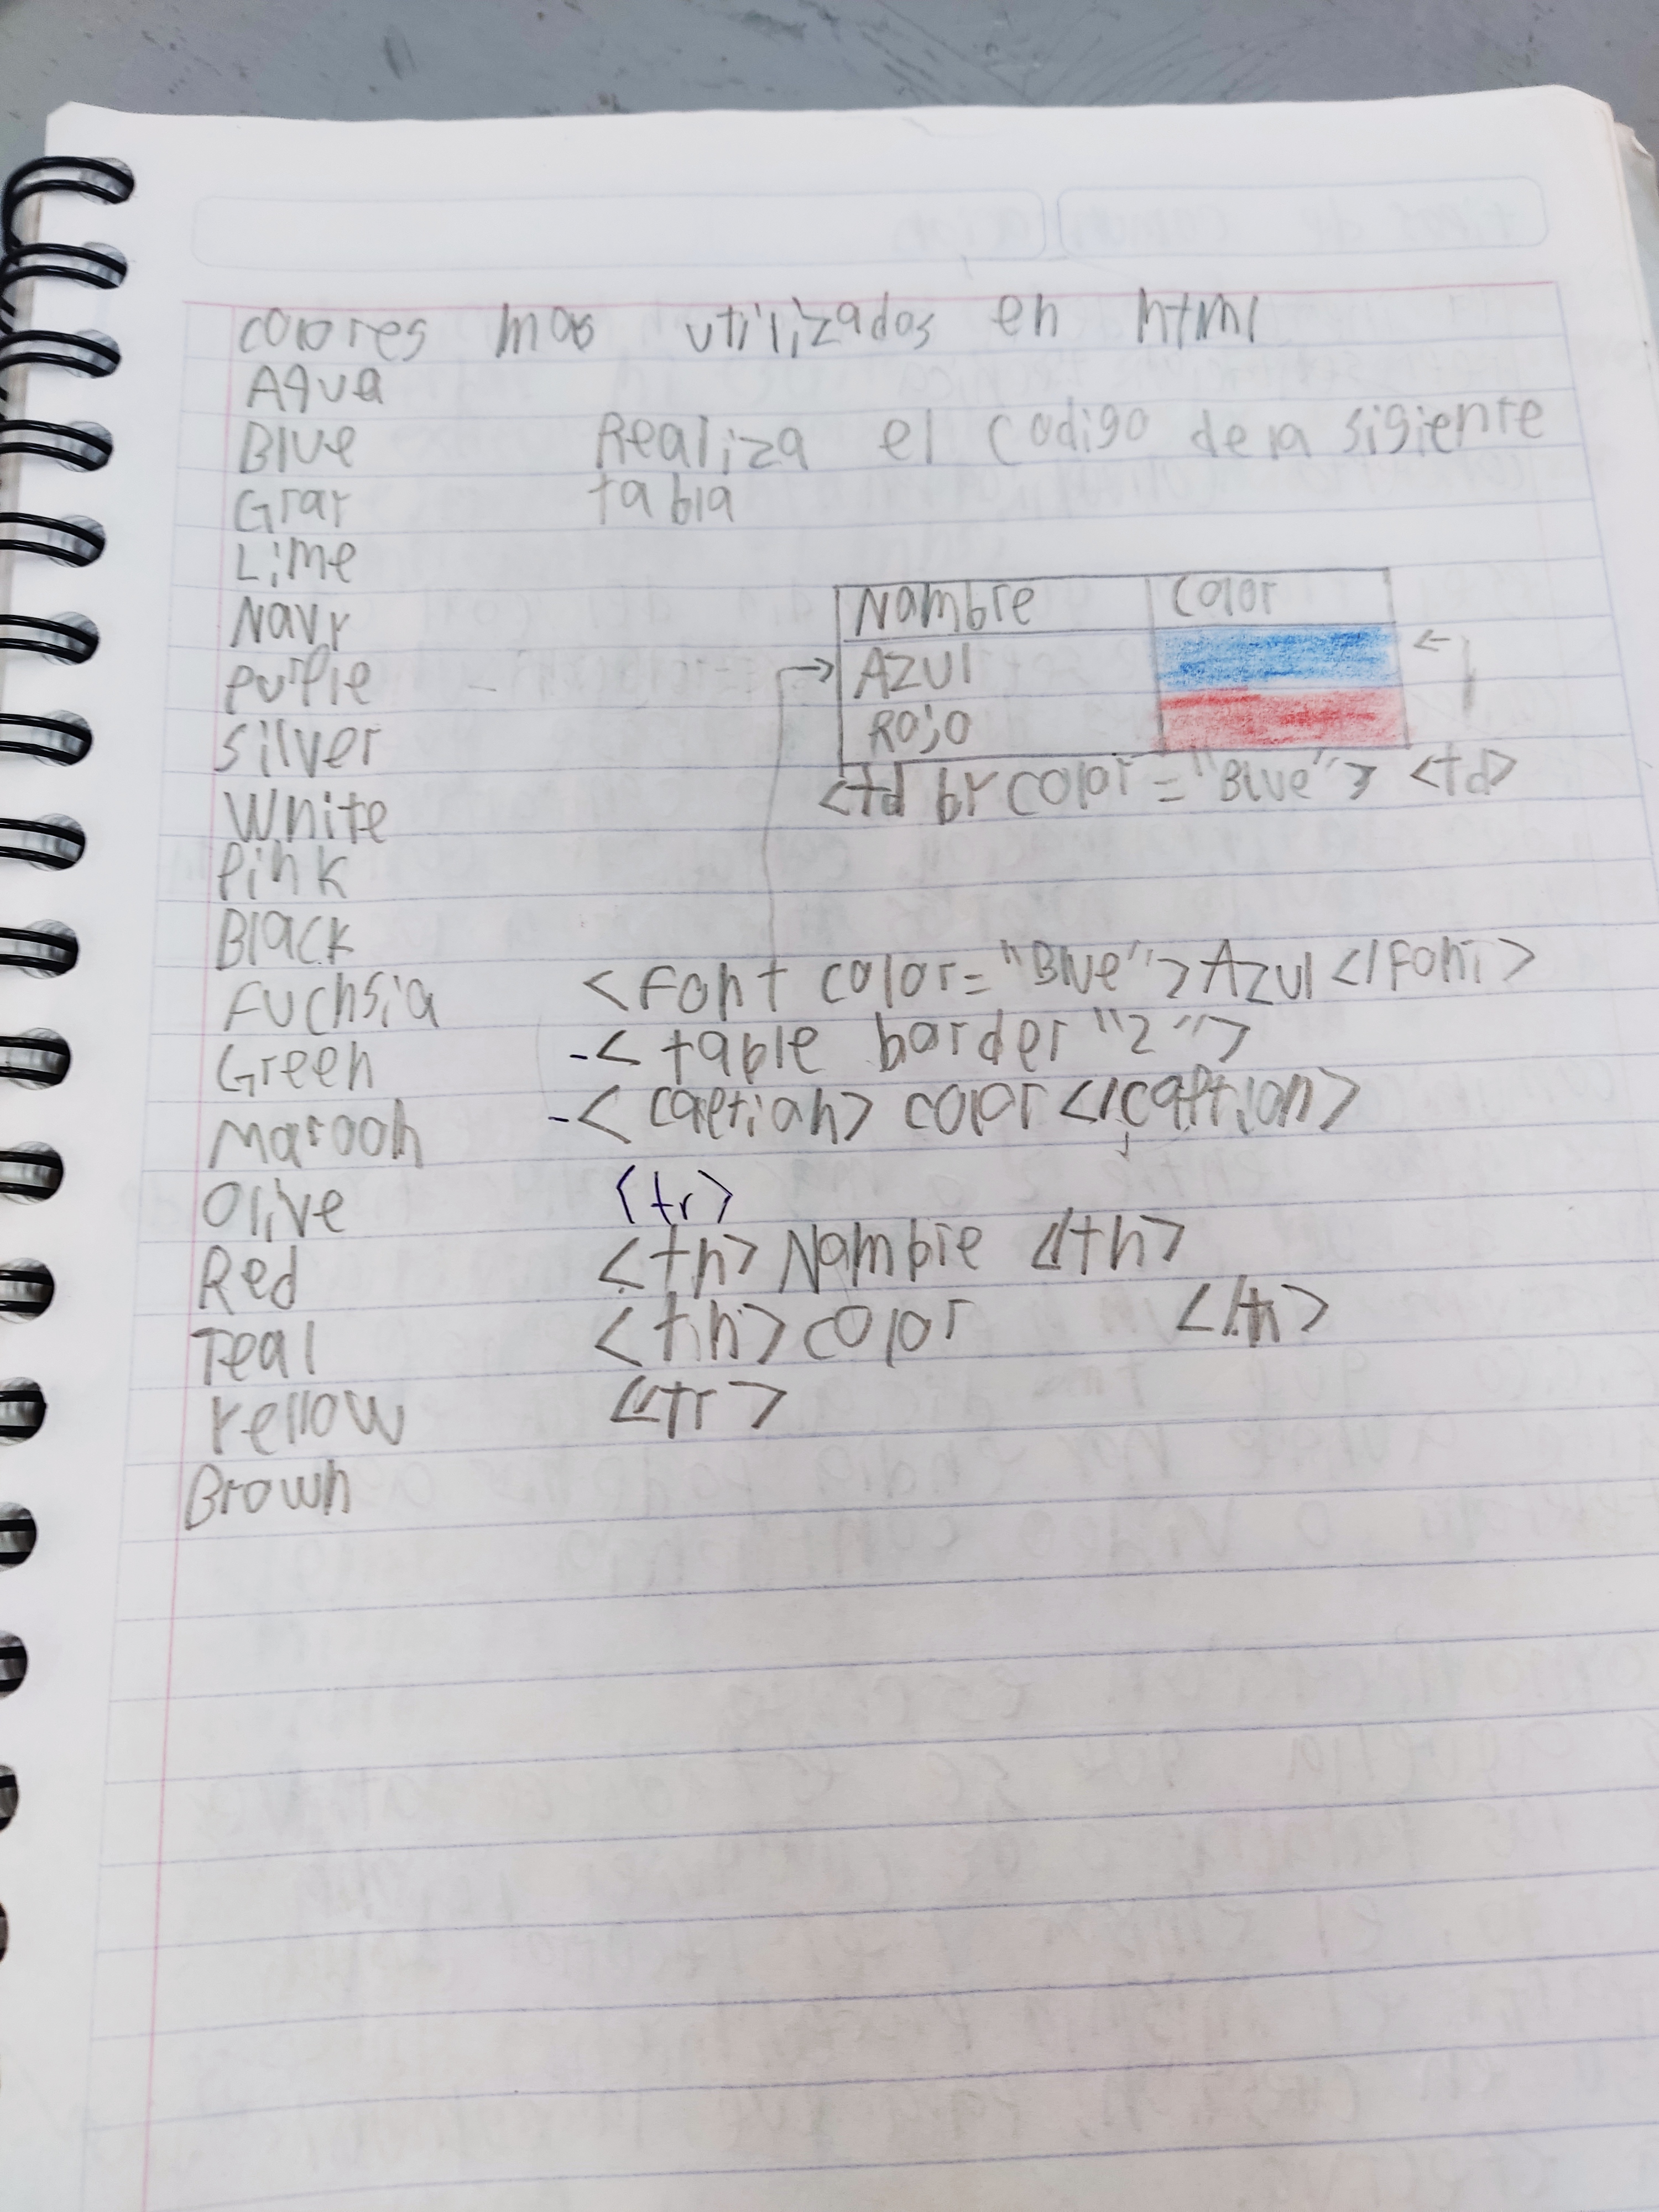 colores mas utilizados en html
Aqua
Blue Realiza el codigo de la sigiente
Gray tabla
Lime
Navy
Purple
Silver
White
Pink
Black
Fuchsia
Green
Maroon
Olive
Red
Teal
Yellow
Brown
Nombre Color
Azul
Rojo
<td brcolor="Blue"> <td>
<Font color="Blue">Azul</Font>
-<table border "2">
-<caption> color </caption>
<tr>
<th>Nombre </th>
<th>color </th>
</tr>